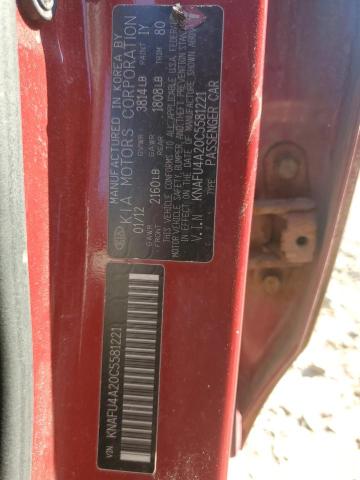 MANUFACTURED IN KOREA BY
KIA MOTORS CORPORATION
KIA
01/12 GVWR 3814LB PAINT IY
GAWR FRONT 2160LB GAWR REAR 1808LB TRIM 80
THIS VEHICLE CONFORMS TO ALL APPLICABLE U.S.A. FEDERAL
MOTOR VEHICLE SAFETY, BUMPER, AND THEFT PREVENTION STANDARDS
IN EFFECT ON THE DATE OF MANUFACTURE SHOWN ABOVE
V.I.N KNAFU4A20C5581221
TYPE: PASSENGER CAR
VIN: KNAFU4A20C5581221